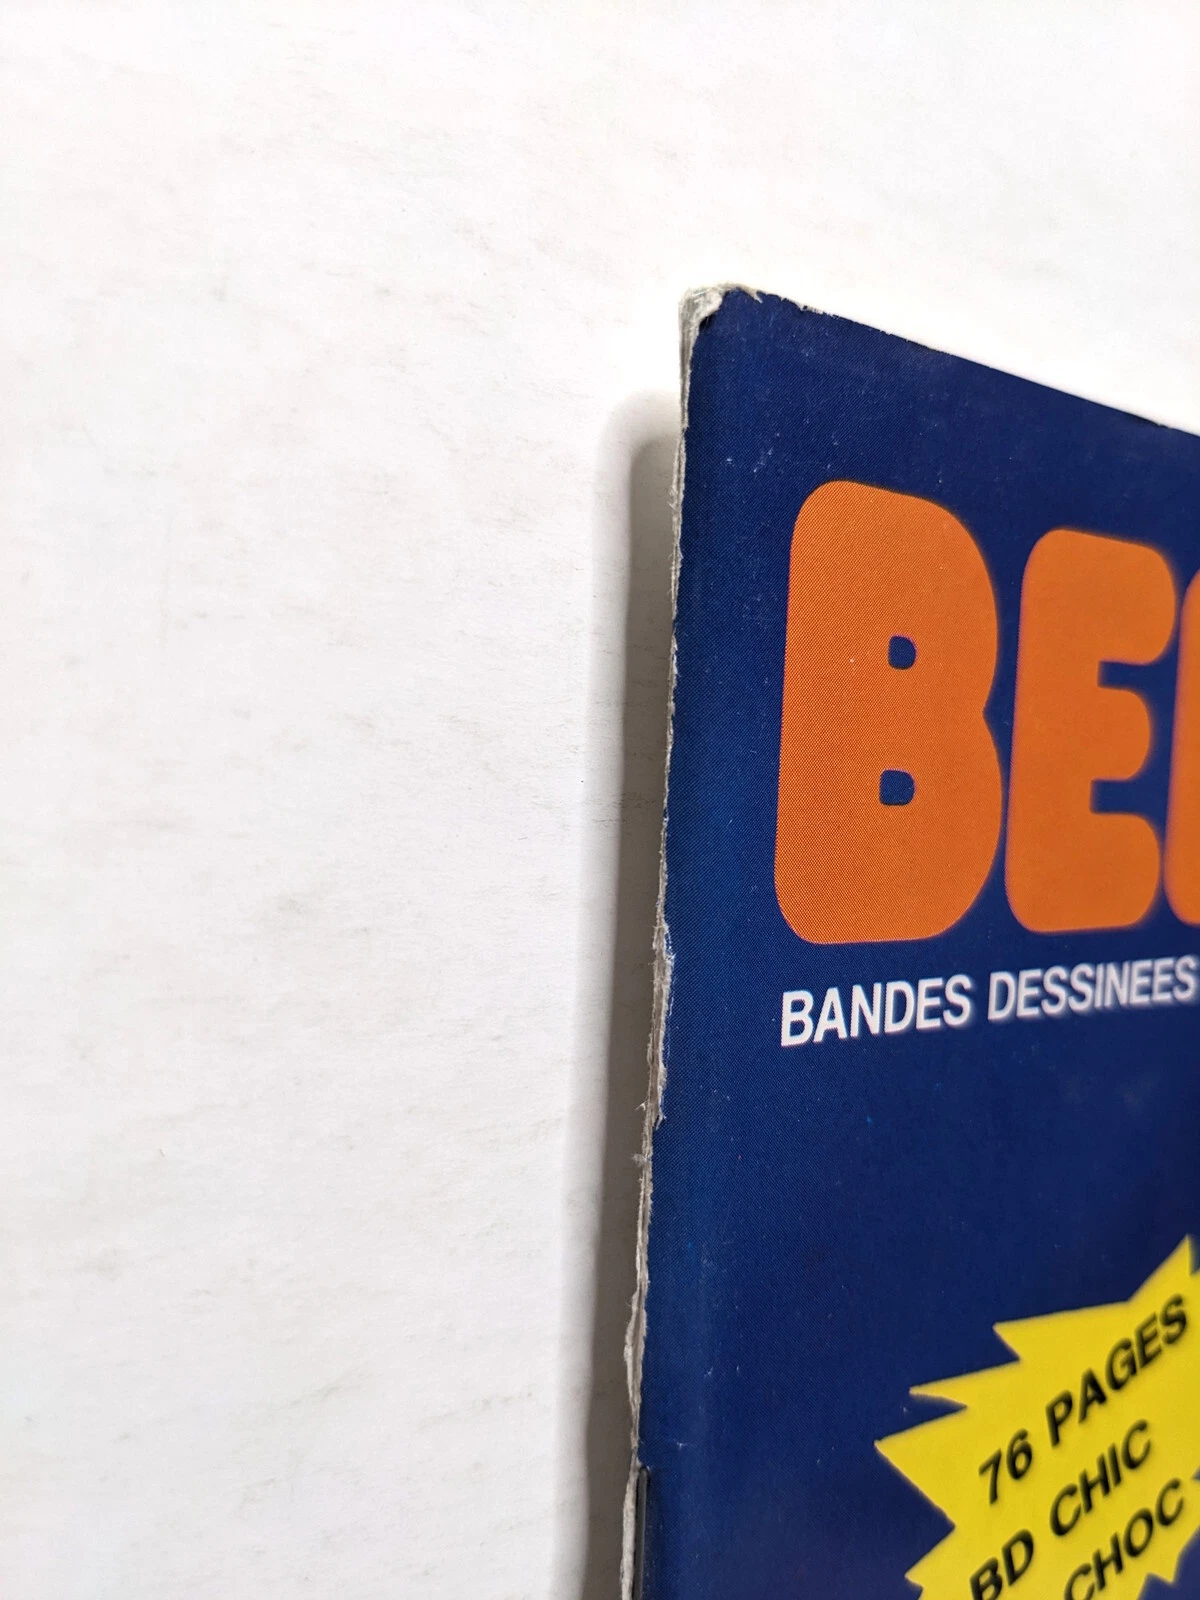 BE
BANDES DESSINEES
76 PAGES
BD CHIC
CHOC